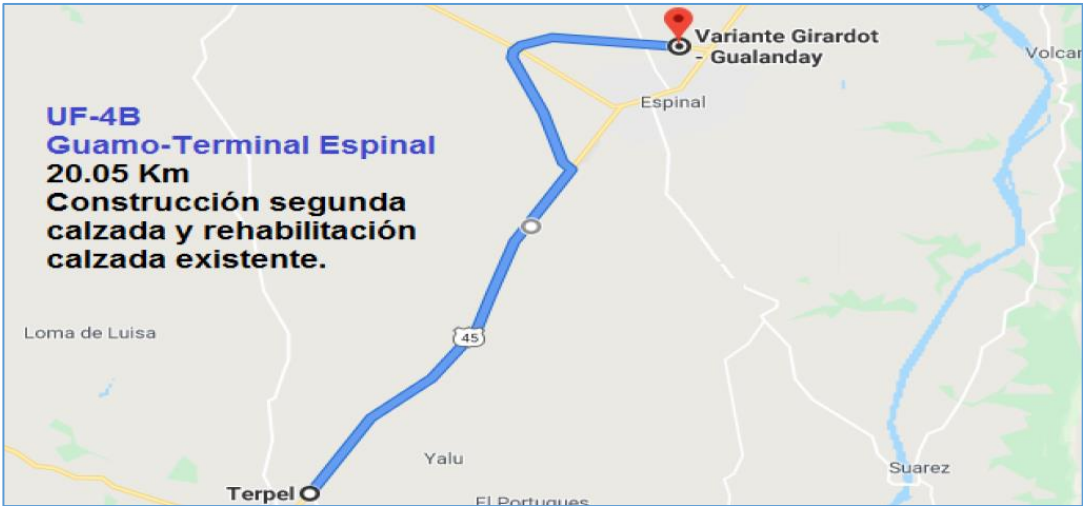 Variante Girardot
- Gualanday
Volcan
Espinal
UF-4B
Guamo-Terminal Espinal
20.05 Km
Construcción segunda
calzada y rehabilitación
calzada existente.
Loma de Luisa
45
Yalu
Suarez
Terpel
El Portugues